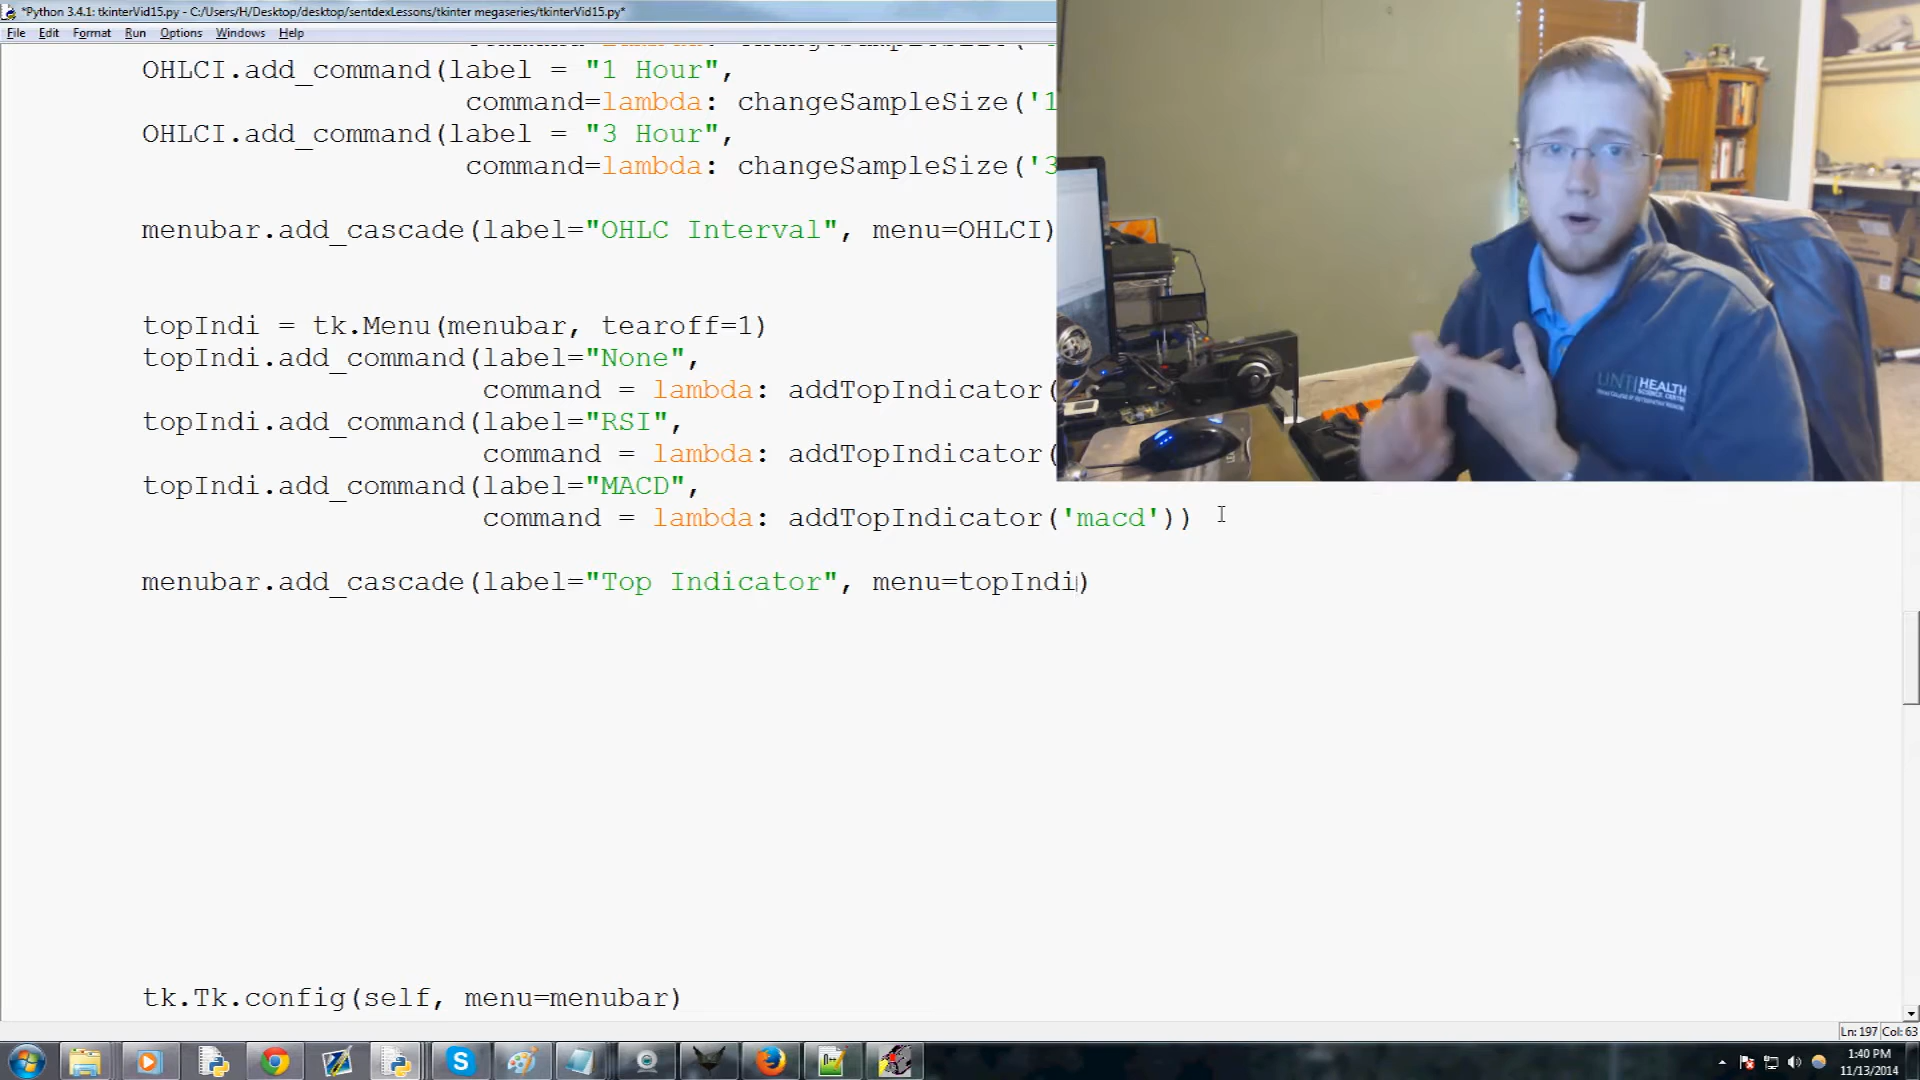 *Python 3.4.1: tkinterVid15.py - C:/Users/H/Desktop/desktop/sentdexLessons/tkinter megaseries/tkinterVid15.py*
File Edit Format Run Options Windows Help
OHLCI.add_command(label = "1 Hour",
command=lambda: changeSampleSize('1
OHLCI.add_command(label = "3 Hour",
command=lambda: changeSampleSize('3
menubar.add_cascade(label="OHLC Interval", menu=OHLCI)
topIndi = tk.Menu(menubar, tearoff=1)
topIndi.add_command(label="None",
command = lambda: addTopIndicator(
topIndi.add_command(label="RSI",
command = lambda: addTopIndicator(
topIndi.add_command(label="MACD",
command = lambda: addTopIndicator('macd'))
menubar.add_cascade(label="Top Indicator", menu=topIndi)
tk.Tk.config(self, menu=menubar)
UNT HEALTH
SCIENCE CENTER
Ln: 197 Col: 63
1:40 PM
11/13/2014